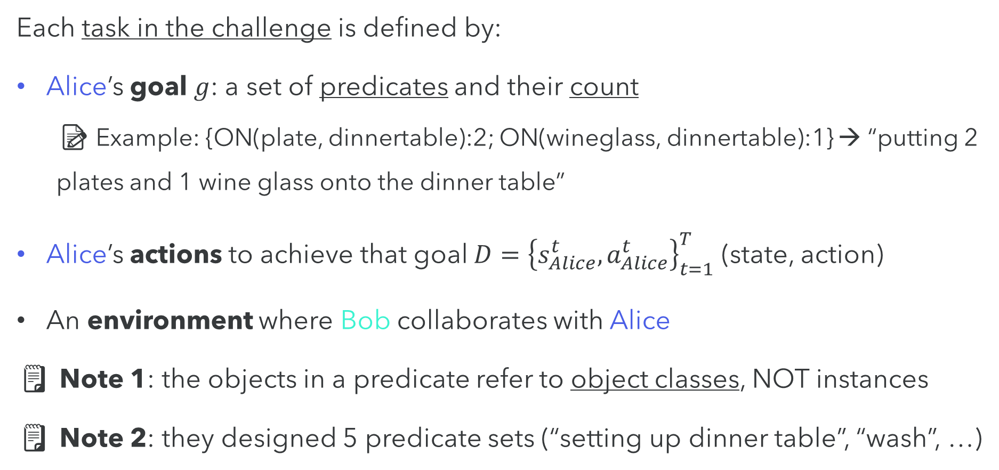 Each task in the challenge is defined by:
• Alice’s goal g: a set of predicates and their count
Example: {ON(plate, dinnertable):2; ON(wineglass, dinnertable):1} → “putting 2
plates and 1 wine glass onto the dinner table”
• Alice’s actions to achieve that goal D = {s^t_Alice, a^t_Alice}^T_t=1 (state, action)
• An environment where Bob collaborates with Alice
Note 1: the objects in a predicate refer to object classes, NOT instances
Note 2: they designed 5 predicate sets (“setting up dinner table”, “wash”, …)